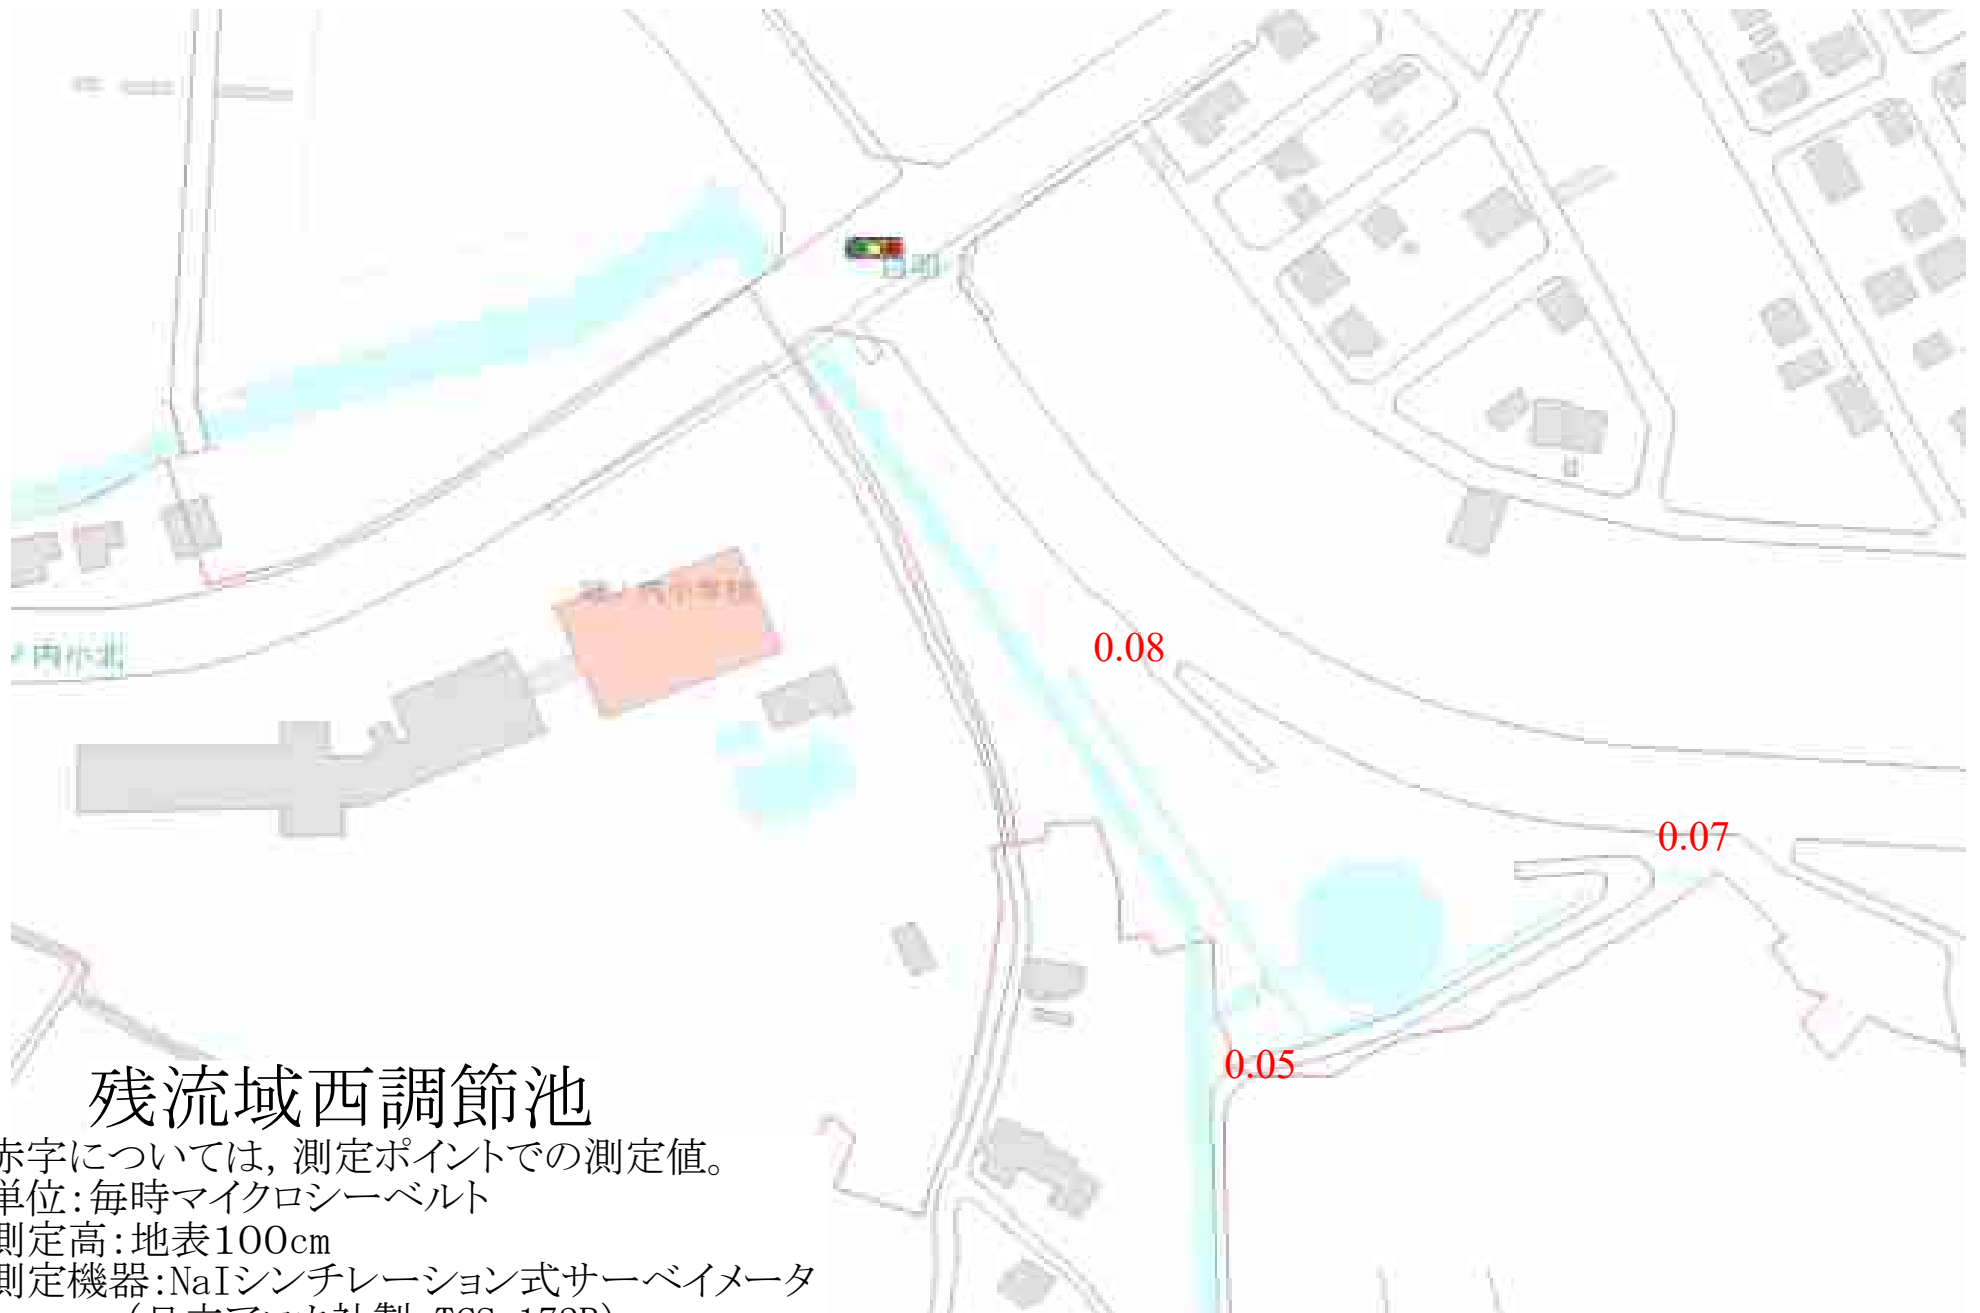 内小北
0.08
0.07
0.05
残流域西調節池
赤字については，測定ポイントでの測定値。
単位：毎時マイクロシーベルト
測定高：地表100cm
測定機器：NaIシンチレーション式サーベイメータ